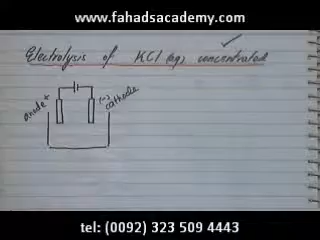 www.fahadsacademy.com
Electrolysis of KCl (aq) concentrated
anode + (-) cathode
tel: (0092) 323 509 4443